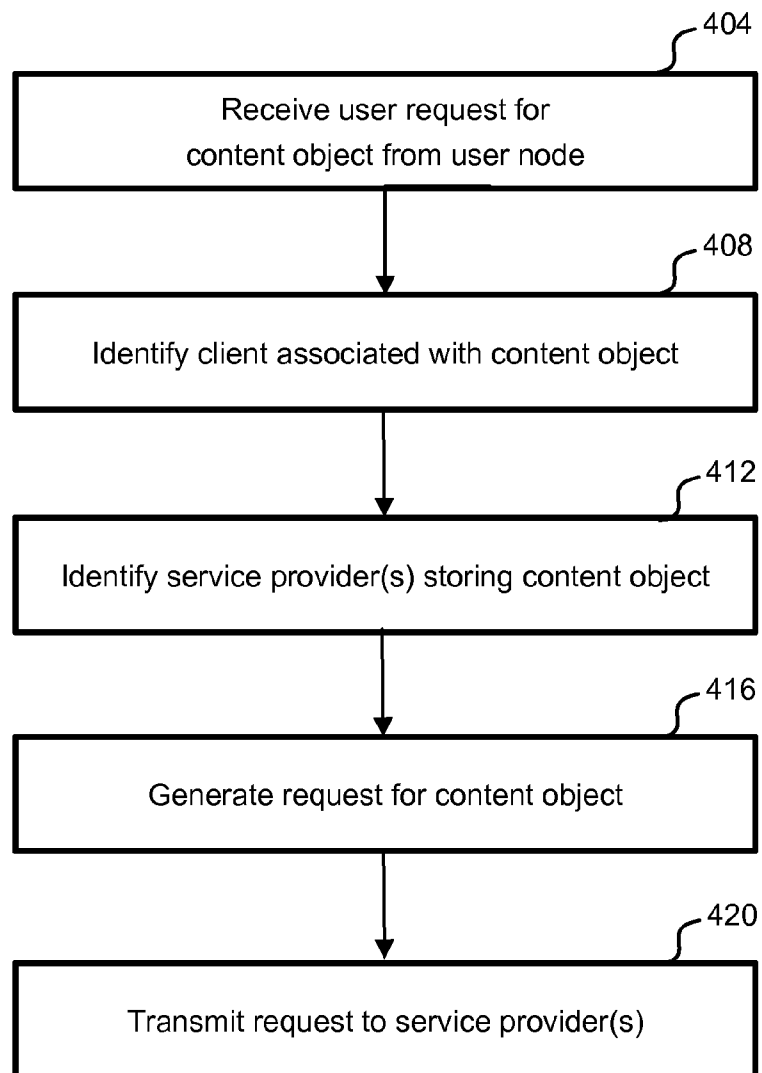 404
Receive user request for
content object from user node
408
Identify client associated with content object
412
Identify service provider(s) storing content object
416
Generate request for content object
420
Transmit request to service provider(s)